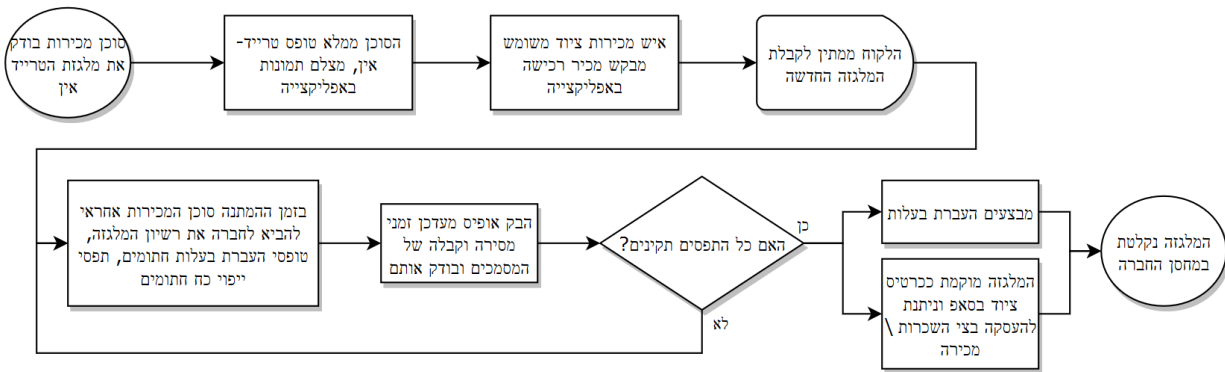 סוכן מכירות בודק
את מלגזת הטרייד
אין
הסוכן ממלא טופס טרייד-
אין, מצלם תמונות
באפליקצייה
איש מכירות ציוד משומש
מבקש מכיר רכישה
באפליקצייה
הלקוח ממתין לקבלת
המלגזה החדשה
בזמן ההמתנה סוכן המכירות אחראי
להביא לחברה את רשיון המלגזה,
טופסי העברת בעלות חתומים, תפסי
ייפוי כח חתומים
הבק אופיס מעדכן זמני
מסירה וקבלה של
המסמכים ובודק אותם
האם כל התפסים תקינים?
כן
לא
מבצעים העברת בעלות
המלגזה מוקמת ככרטיס
ציוד בסאפ וניתנת
להעסקה בצי השכרות \
מכירה
המלגזה נקלטת
במחסן החברה